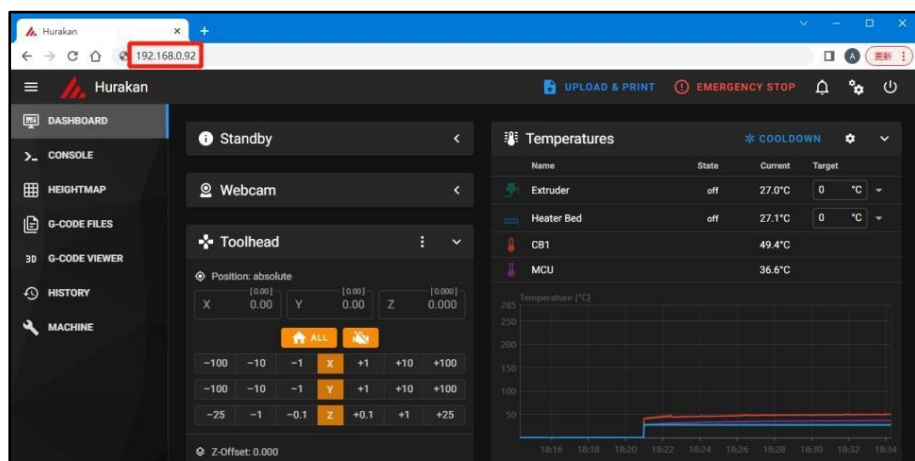 Hurakan
192.168.0.92
A
更新
Hurakan
UPLOAD & PRINT
EMERGENCY STOP
DASHBOARD
CONSOLE
HEIGHTMAP
G-CODE FILES
3D G-CODE VIEWER
HISTORY
MACHINE
Standby
Webcam
Toolhead
Position: absolute
[0.00] [0.00] [0.000]
X 0.00 Y 0.00 Z 0.000
ALL
-100 -10 -1 X +1 +10 +100
-100 -10 -1 Y +1 +10 +100
-25 -1 -0.1 Z +0.1 +1 +25
Z-Offset: 0.000
Temperatures
COOLDOWN
Name State Current Target
Extruder off 27.0°C 0 °C
Heater Bed off 27.1°C 0 °C
CB1 49.4°C
MCU 36.6°C
Temperature [°C]
285
250
200
150
100
50
18:16 18:18 18:20 18:22 18:24 18:26 18:28 18:30 18:32 18:34